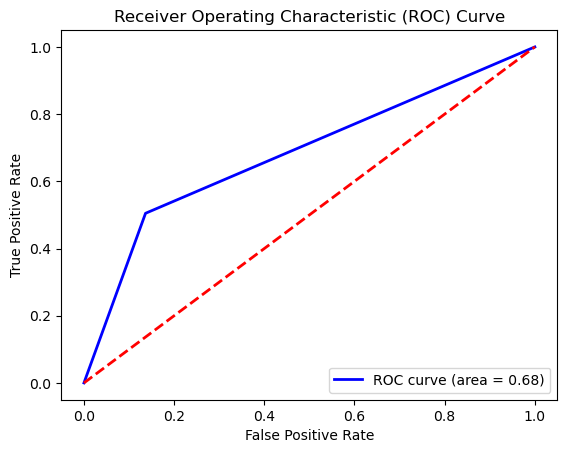 Receiver Operating Characteristic (ROC) Curve
1.0
0.8
0.6
0.4
0.2
0.0
True Positive Rate
ROC curve (area = 0.68)
0.0 0.2 0.4 0.6 0.8 1.0
False Positive Rate